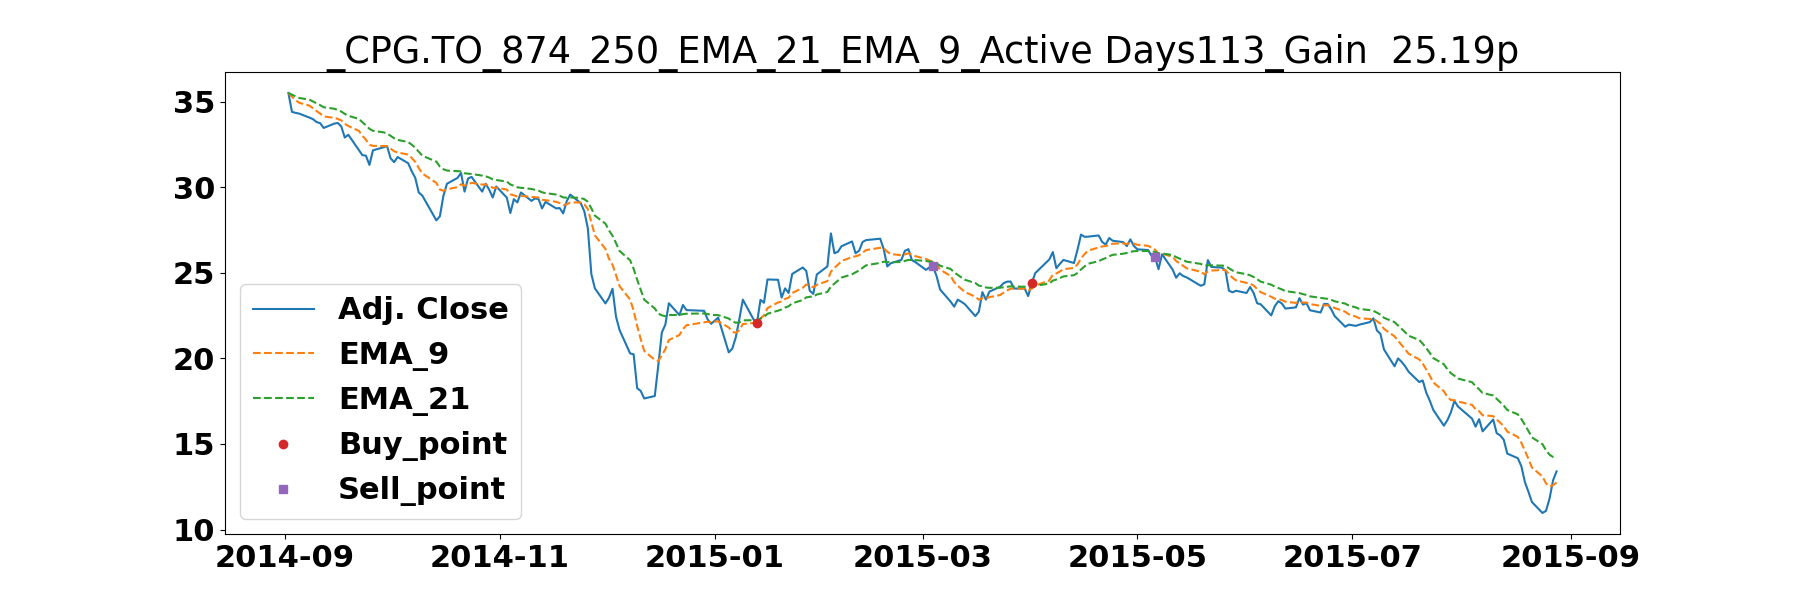 _CPG.TO_874_250_EMA_21_EMA_9_Active Days113_Gain  25.19p
35
30
25
20
15
10
Adj. Close
EMA_9
EMA_21
Buy_point
Sell_point
2014-09 2014-11 2015-01 2015-03 2015-05 2015-07 2015-09